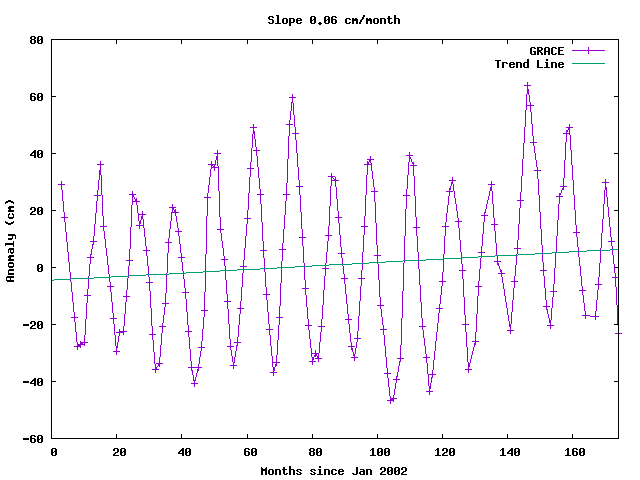 Slope 0.06 cm/month
GRACE
Trend Line
80
60
40
20
0
-20
-40
-60
Anomaly (cm)
0 20 40 60 80 100 120 140 160
Months since Jan 2002